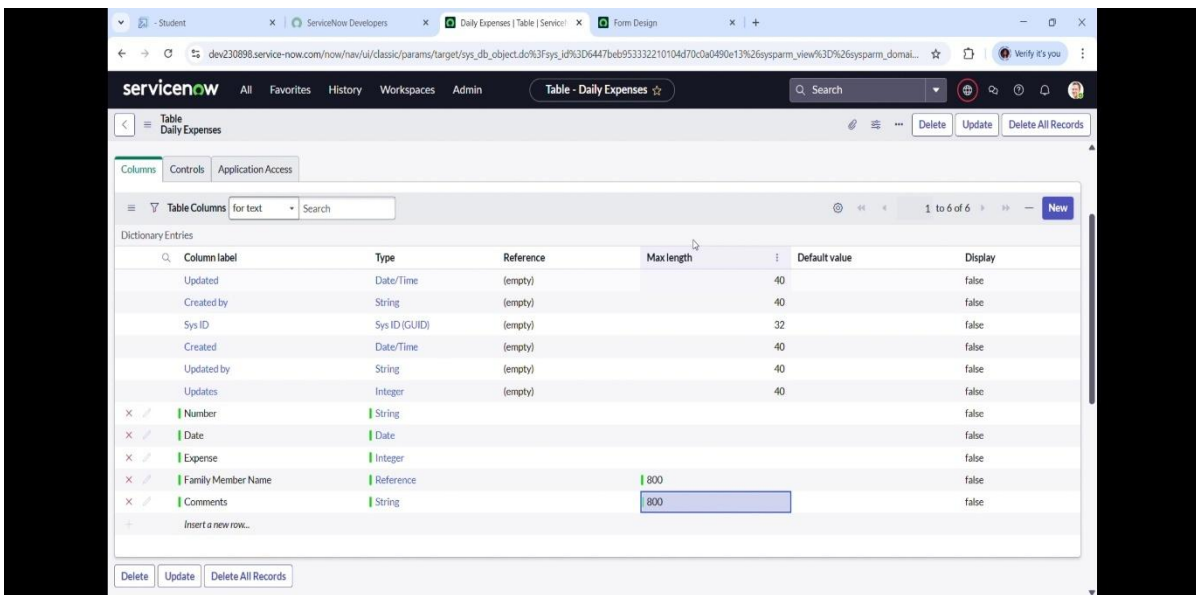 - Student ServiceNow Developers Daily Expenses | Table | Service Form Design
dev230898.service-now.com/now/nav/ui/classic/params/target/sys_db_object.do%3Fsys_id%3D6447beb953332210104d70c0a0490e13%26sysparm_view%3D%26sysparm_domai... Verify it's you
servicenow All Favorites History Workspaces Admin Table - Daily Expenses Search
Table
Daily Expenses
Delete Update Delete All Records
Columns Controls Application Access
Table Columns for text Search 1 to 6 of 6 New
Dictionary Entries
Column label Type Reference Max length Default value Display
Updated Date/Time (empty) 40 false
Created by String (empty) 40 false
Sys ID Sys ID (GUID) (empty) 32 false
Created Date/Time (empty) 40 false
Updated by String (empty) 40 false
Updates Integer (empty) 40 false
Number String false
Date Date false
Expense Integer false
Family Member Name Reference 800 false
Comments String 800 false
Insert a new row...
Delete Update Delete All Records